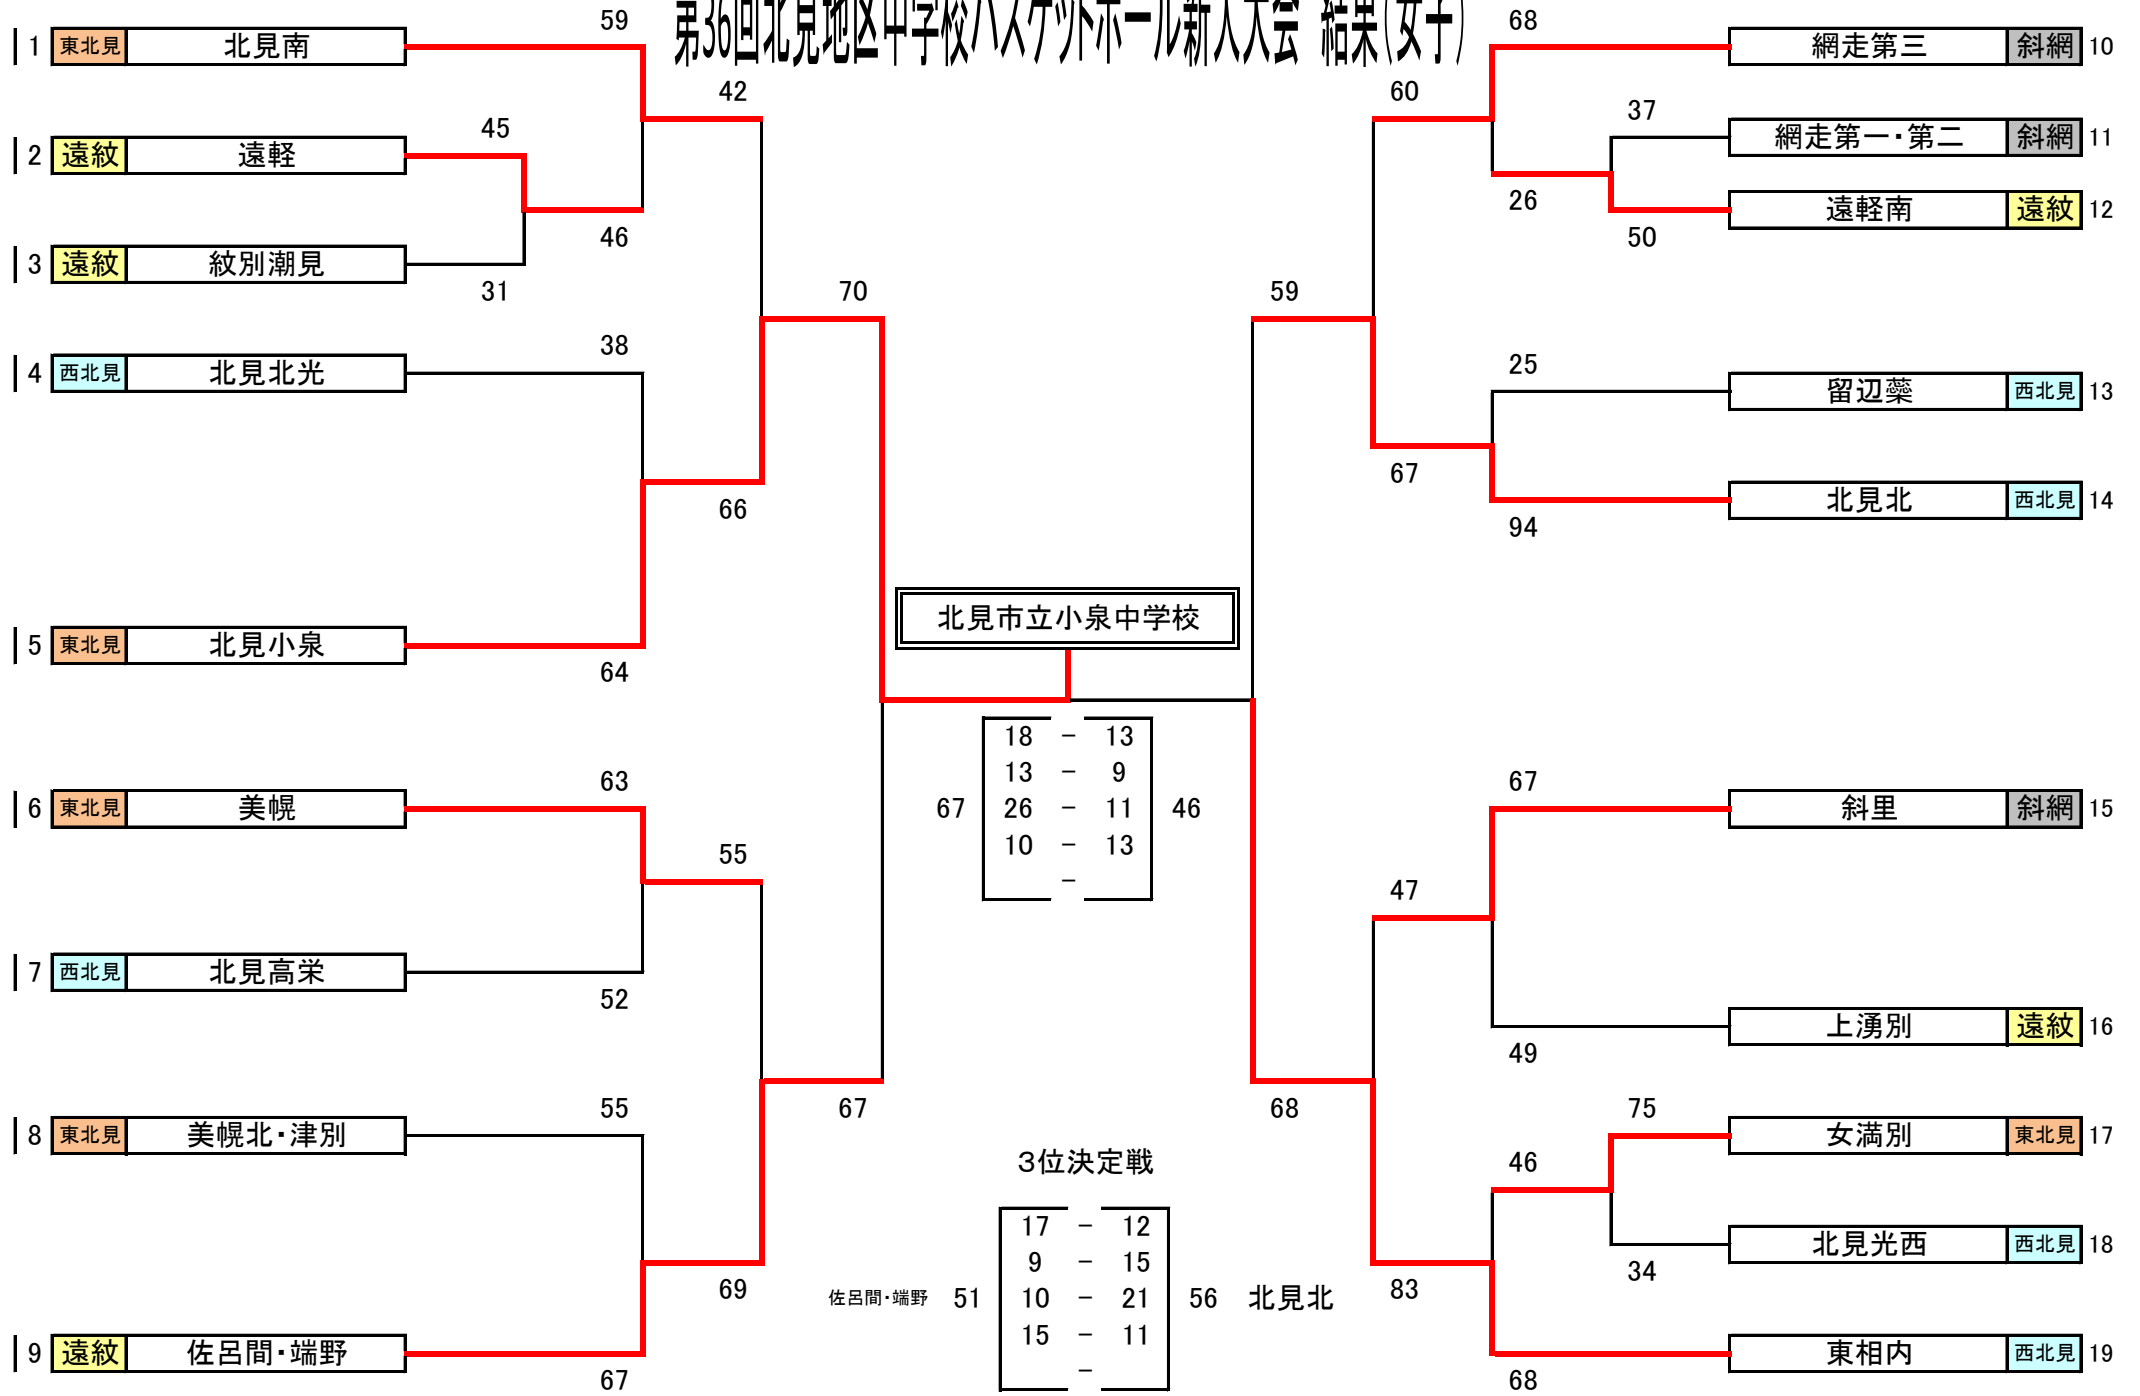 第36回北見地区中学校バスケットボール新人大会 結果(女子)
1 東北見 北見南
59
42
2 遠紋 遠軽
45
46
3 遠紋 紋別潮見
31
70
4 西北見 北見北光
38
66
5 東北見 北見小泉
64
6 東北見 美幌
63
55
7 西北見 北見高栄
52
8 東北見 美幌北・津別
55
67
69
9 遠紋 佐呂間・端野
67
北見市立小泉中学校
18 - 13
13 - 9
67 26 - 11 46
10 - 13
-
3位決定戦
17 - 12
9 - 15
佐呂間・端野 51 10 - 21 56 北見北
15 - 11
-
68
網走第三 斜網 10
60
37
網走第一・第二 斜網 11
26
遠軽南 遠紋 12
50
59
25
留辺蘂 西北見 13
67
北見北 西北見 14
94
67
斜里 斜網 15
47
上湧別 遠紋 16
49
68
75
女満別 東北見 17
46
北見光西 西北見 18
34
83
東相内 西北見 19
68